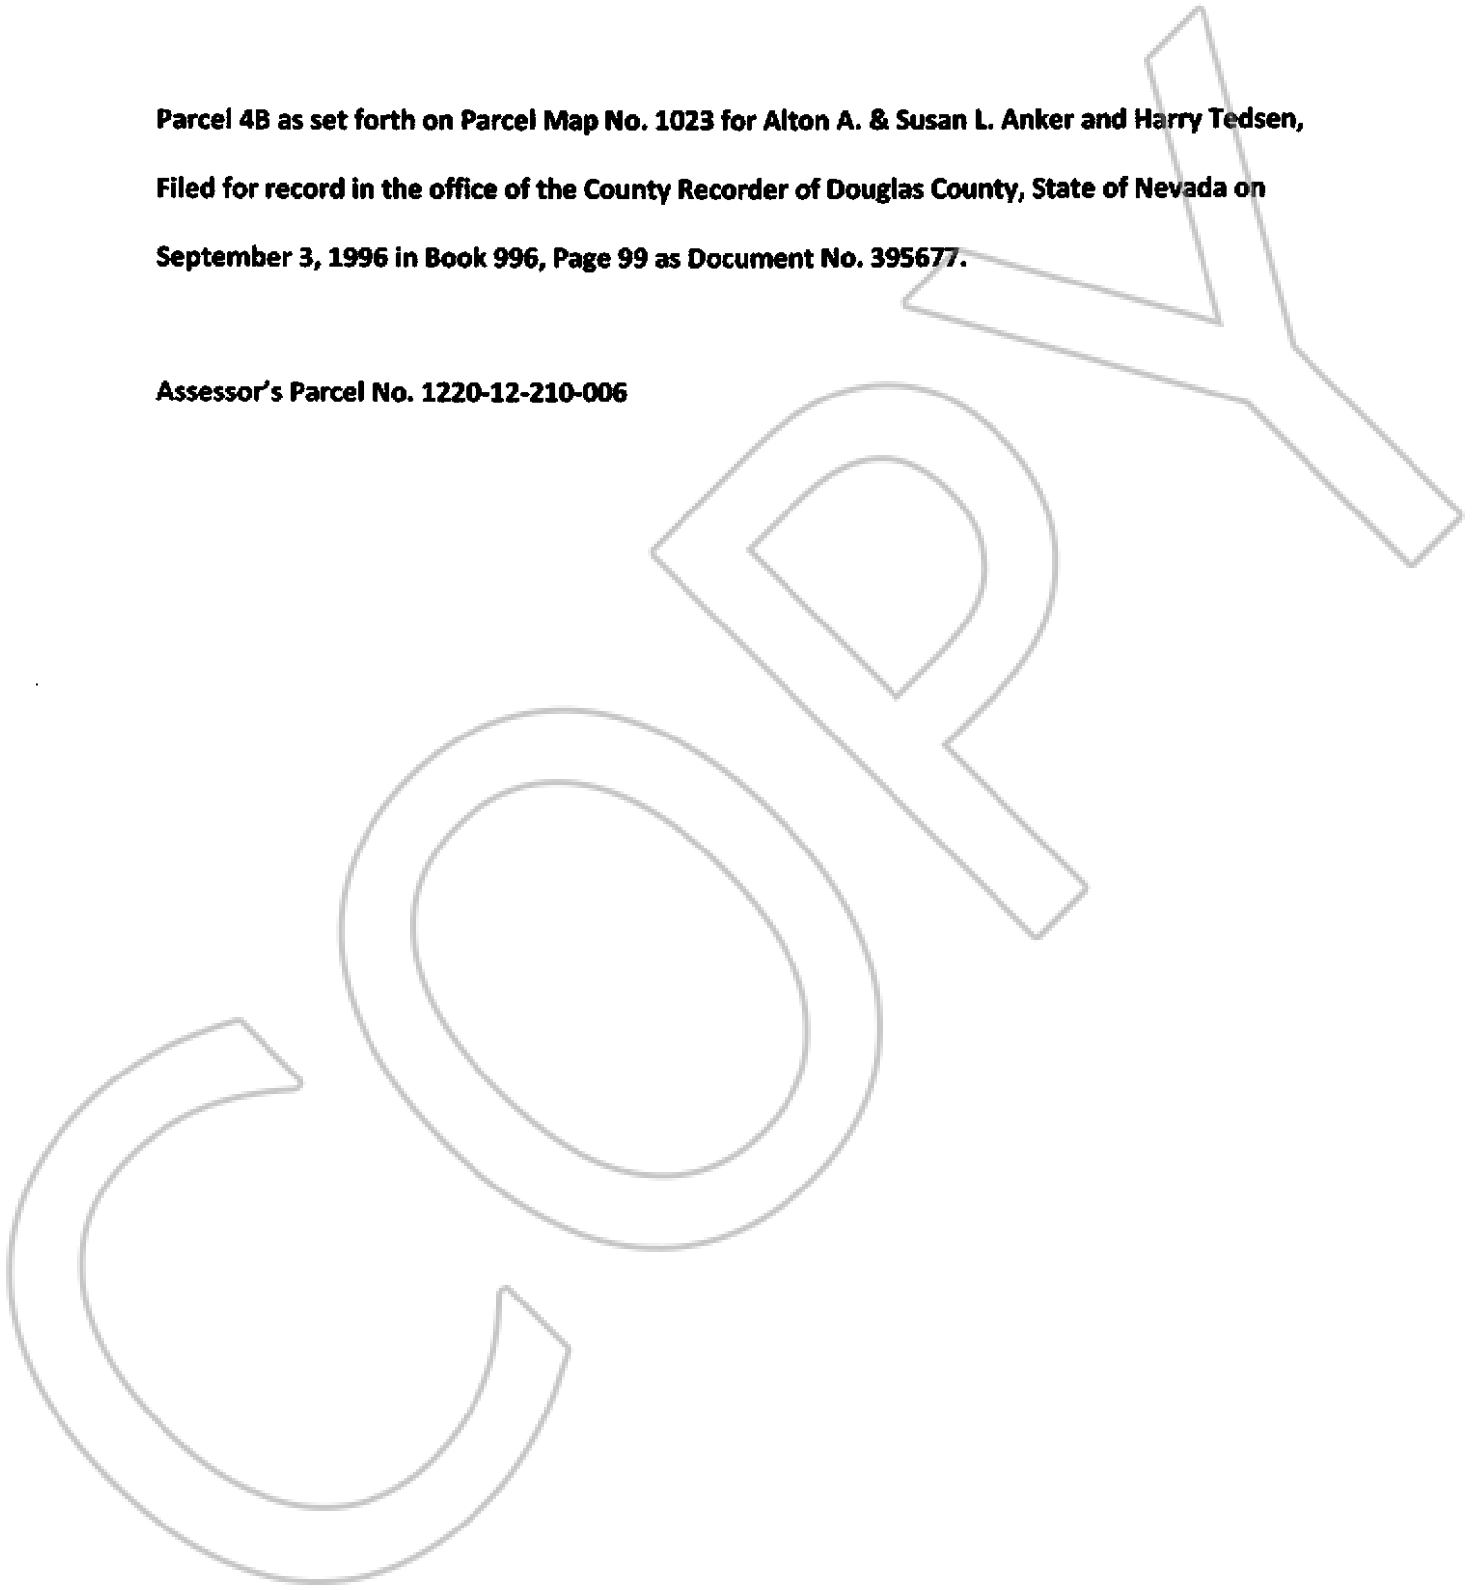 Parcel 4B as set forth on Parcel Map No. 1023 for Alton A. & Susan L. Anker and Harry Tedsen,
Filed for record in the office of the County Recorder of Douglas County, State of Nevada on
September 3, 1996 in Book 996, Page 99 as Document No. 395677.
Assessor's Parcel No. 1220-12-210-006
COPY